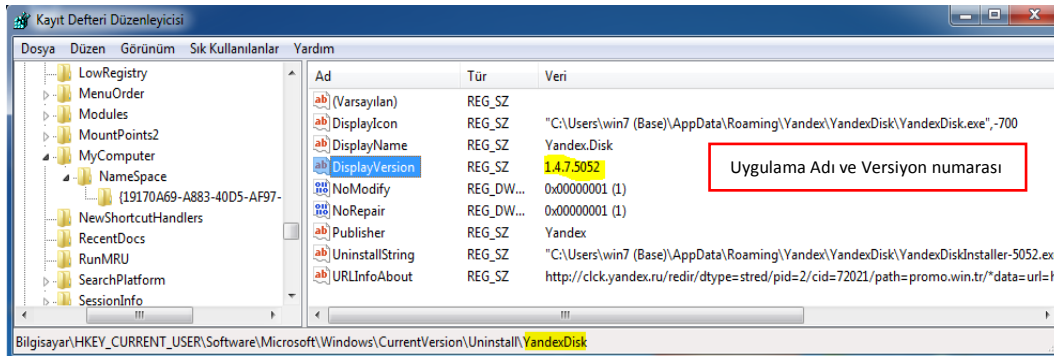 Kayıt Defteri Düzenleyicisi
Dosya Düzen Görünüm Sık Kullanılanlar Yardım
LowRegistry
MenuOrder
Modules
MountPoints2
MyComputer
NameSpace
{19170A69-A883-40D5-AF97-
NewShortcutHandlers
RecentDocs
RunMRU
SearchPlatform
SessionInfo
Ad Tür Veri
(Varsayılan) REG_SZ
DisplayIcon REG_SZ "C:\Users\win7 (Base)\AppData\Roaming\Yandex\YandexDisk\YandexDisk.exe",-700
DisplayName REG_SZ Yandex.Disk
DisplayVersion REG_SZ 1.4.7.5052
NoModify REG_DW... 0x00000001 (1)
NoRepair REG_DW... 0x00000001 (1)
Publisher REG_SZ Yandex
UninstallString REG_SZ "C:\Users\win7 (Base)\AppData\Roaming\Yandex\YandexDisk\YandexDiskInstaller-5052.ex
URLInfoAbout REG_SZ http://clck.yandex.ru/redir/dtype=stred/pid=2/cid=72021/path=promo.win.tr/*data=url=h
Uygulama Adı ve Versiyon numarası
Bilgisayar\HKEY_CURRENT_USER\Software\Microsoft\Windows\CurrentVersion\Uninstall\YandexDisk